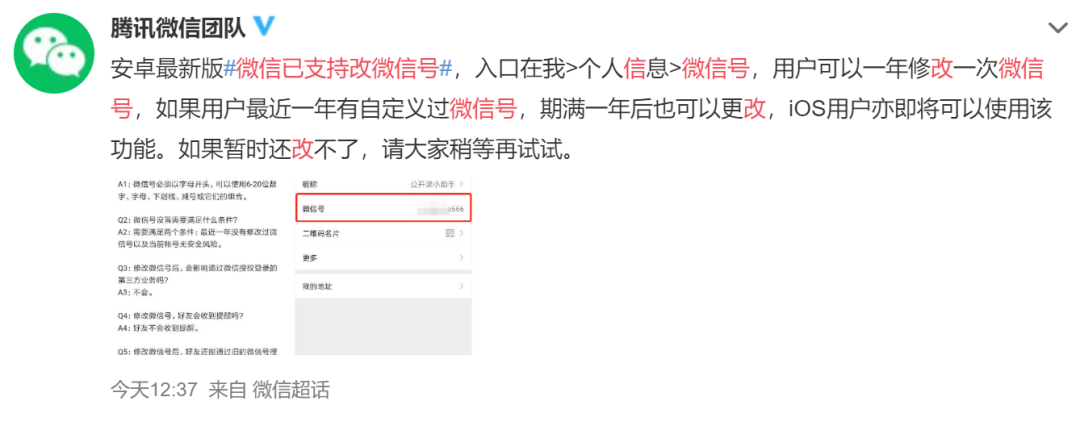 腾讯微信团队
安卓最新版#微信已支持改微信号#，入口在我>个人信息>微信号，用户可以一年修改一次微信
号，如果用户最近一年有自定义过微信号，期满一年后也可以更改，iOS用户亦即将可以使用该
功能。如果暂时还改不了，请大家稍等再试试。
A1: 微信号必须以字母开头，可以使用6-20位数
字、字母、下划线、减号或它们的组合。
Q2: 微信号设置需要满足什么条件?
A2: 需要满足两个条件: 最近一年没有修改过微
信号以及当前帐号无安全风险。
Q3: 修改微信号后，会影响通过微信授权登录的
第三方业务吗?
A3: 不会。
Q4: 修改微信号，好友会收到提醒吗?
A4: 好友不会收到提醒。
Q5: 修改微信号后，好友还能通过旧的微信号搜
昵称 公开课小助手
微信号 s566
二维码名片
更多
我的地址
今天12:37 来自 微信超话